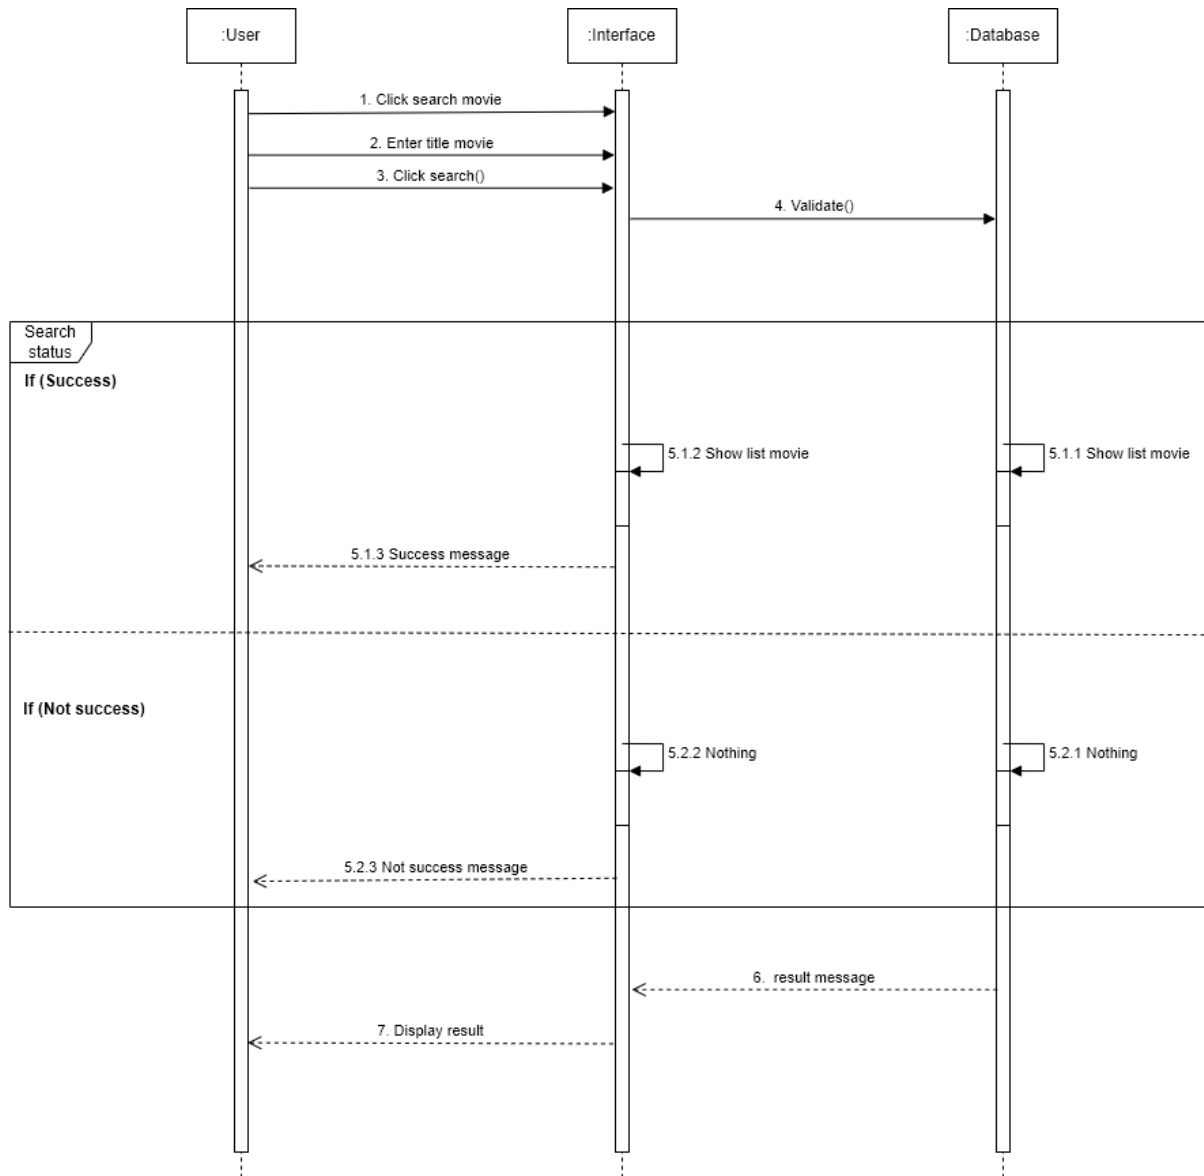 :User
:Interface
:Database
1. Click search movie
2. Enter title movie
3. Click search()
4. Validate()
Search
status
If (Success)
5.1.2 Show list movie
5.1.1 Show list movie
5.1.3 Success message
If (Not success)
5.2.2 Nothing
5.2.1 Nothing
5.2.3 Not success message
6. result message
7. Display result